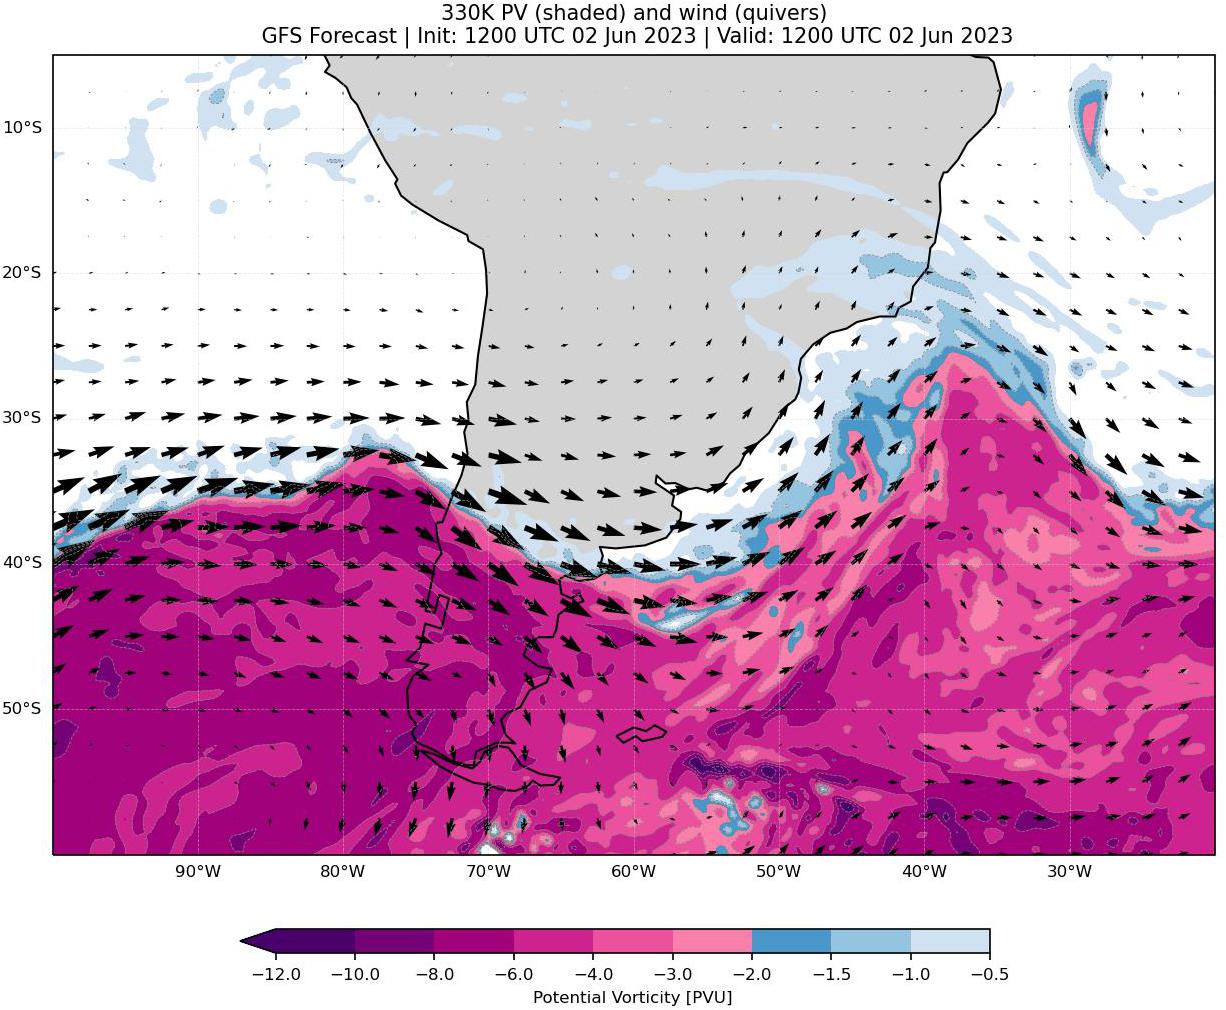 330K PV (shaded) and wind (quivers)
GFS Forecast | Init: 1200 UTC 02 Jun 2023 | Valid: 1200 UTC 02 Jun 2023
10°S
20°S
30°S
40°S
50°S
90°W 80°W 70°W 60°W 50°W 40°W 30°W
−12.0 −10.0 −8.0 −6.0 −4.0 −3.0 −2.0 −1.5 −1.0 −0.5
Potential Vorticity [PVU]